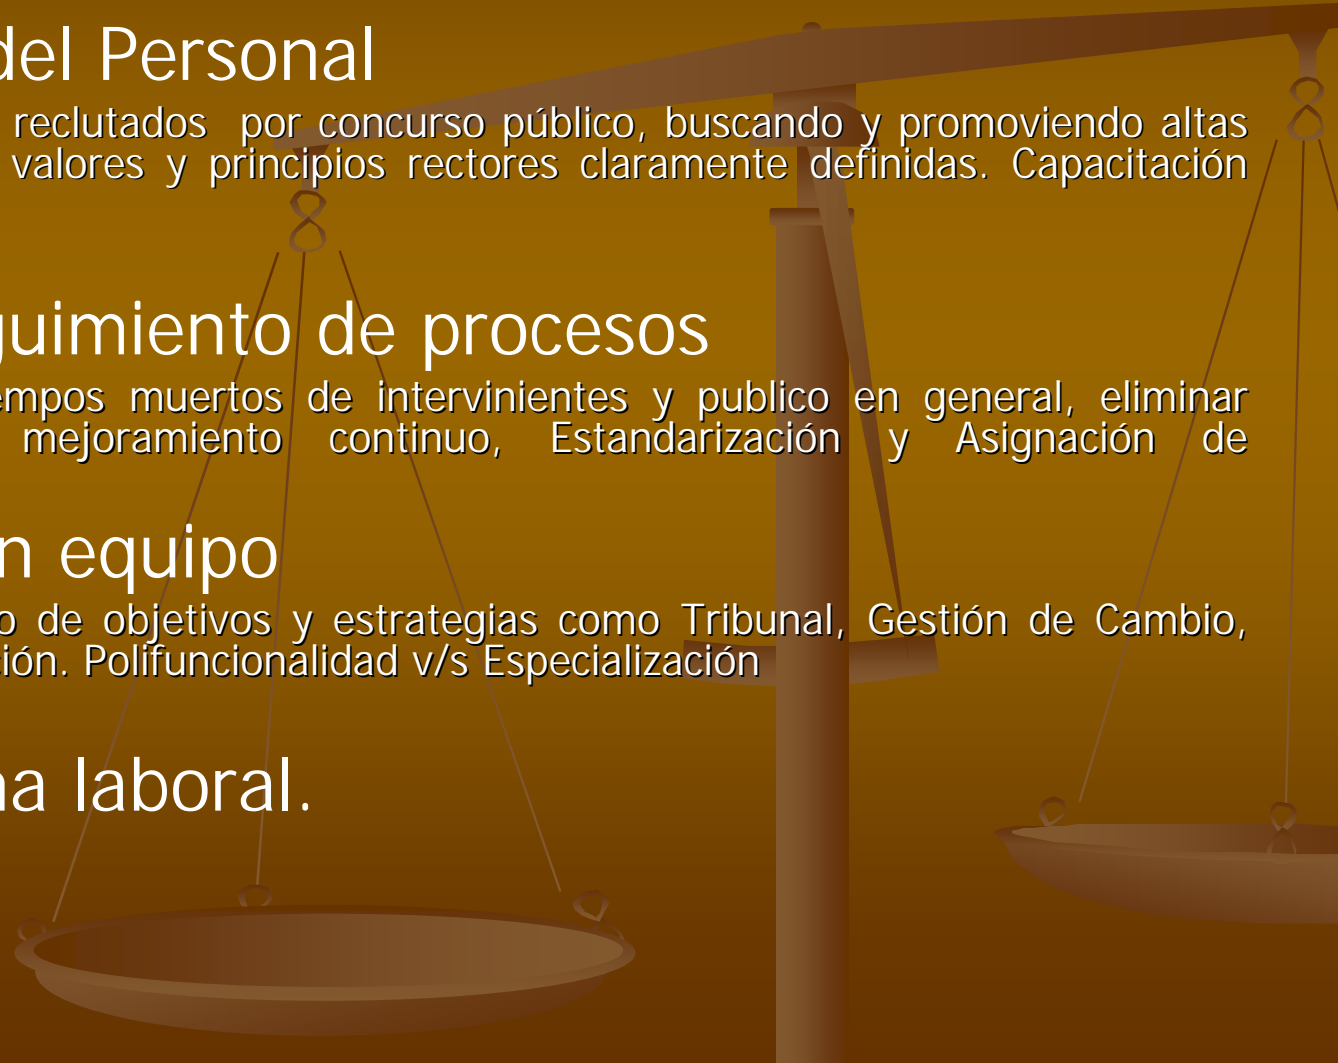 del Personal
reclutados por concurso público, buscando y promoviendo altas
valores y principios rectores claramente definidas. Capacitación
guimiento de procesos
empos muertos de intervinientes y publico en general, eliminar
mejoramiento continuo, Estandarización y Asignación de
n equipo
o de objetivos y estrategias como Tribunal, Gestión de Cambio,
ción. Polifuncionalidad v/s Especialización
na laboral.